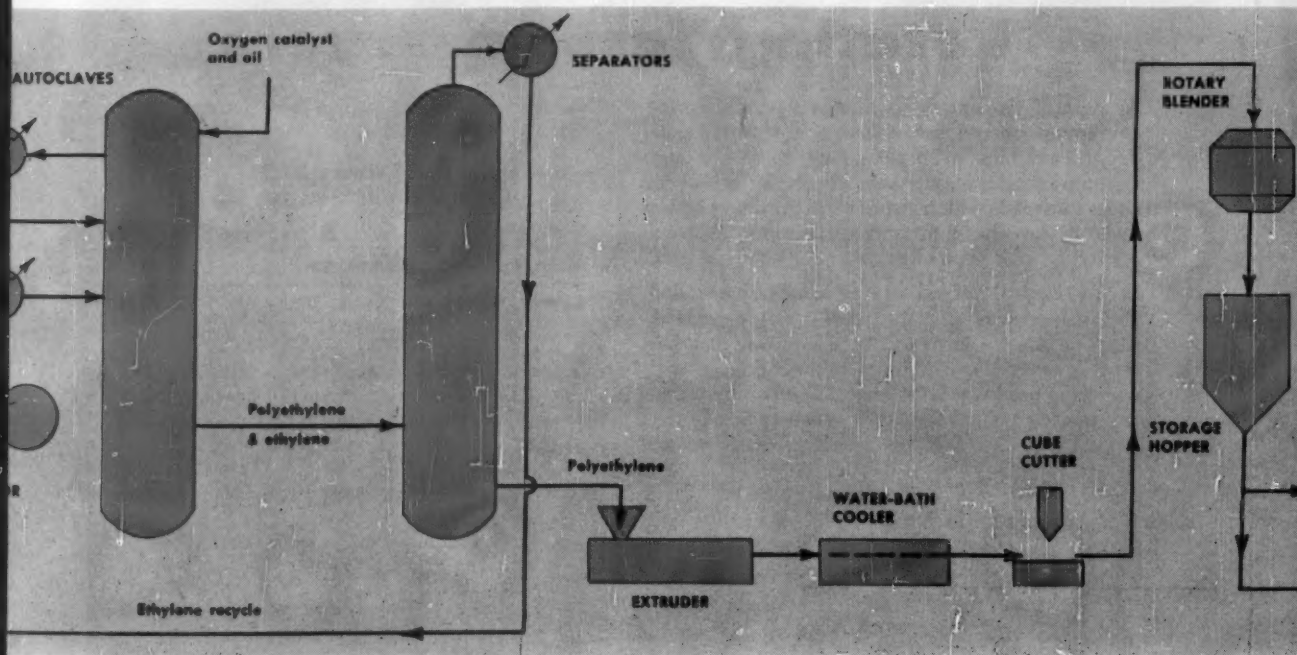 Oxygen catalyst
and oil
AUTOCLAVES
SEPARATORS
ROTARY
BLENDER
Polyethylene
& ethylene
Polyethylene
OR
WATER-BATH
COOLER
CUBE
CUTTER
STORAGE
HOPPER
EXTRUDER
Ethylene recycle